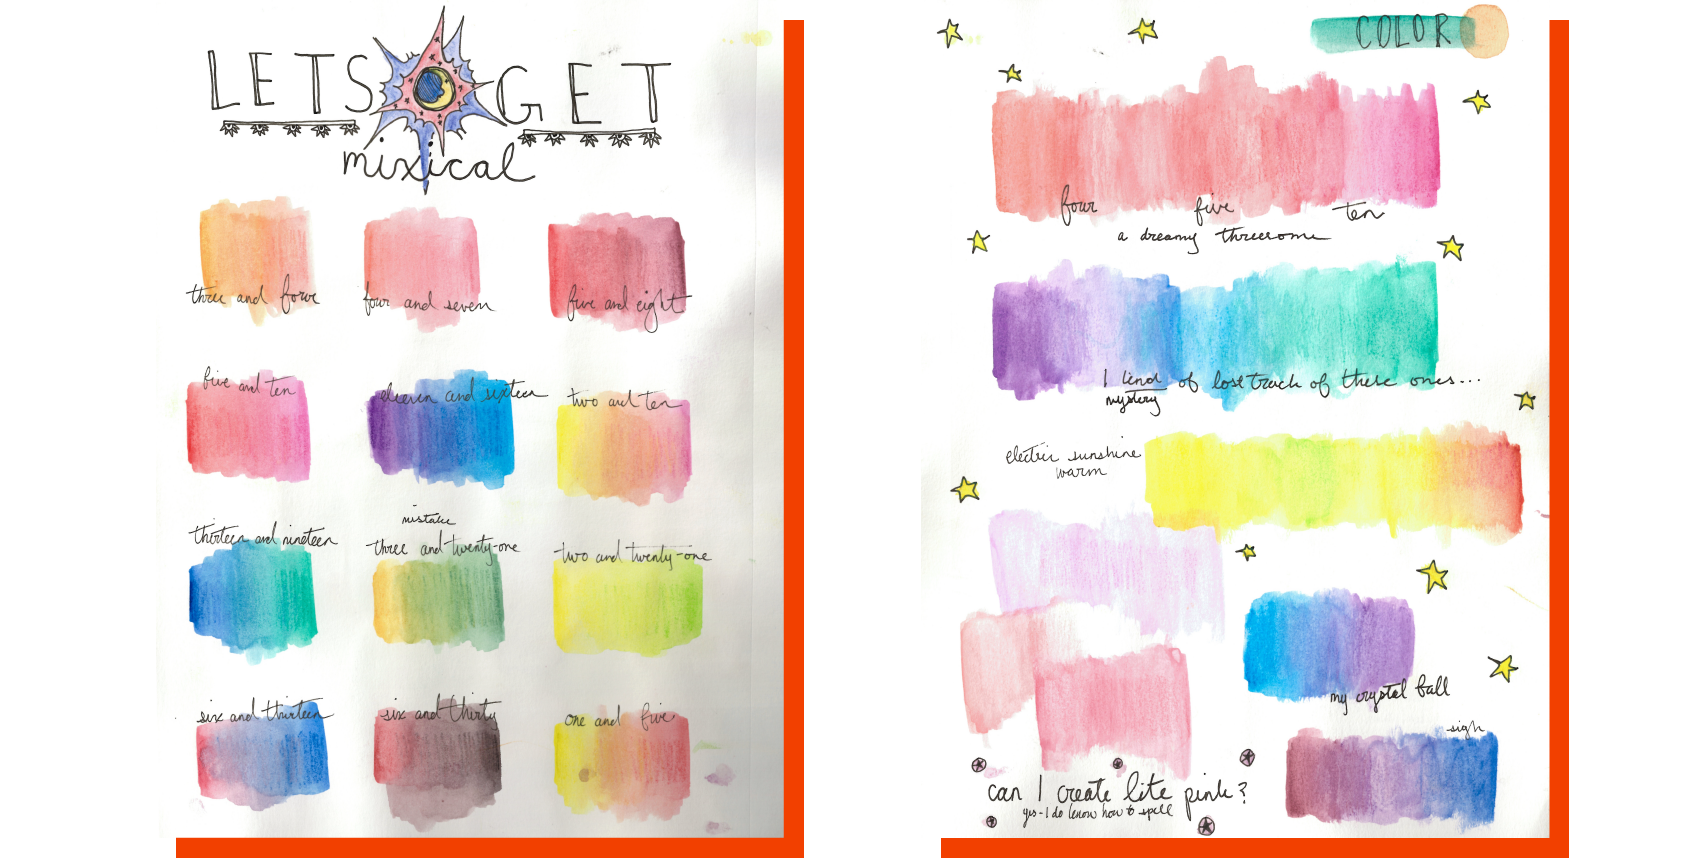 LETS GET
mixical
three and four
four and seven
five and eight
five and ten
eleven and sixteen
two and ten
thirteen and nineteen
mistake
three and twenty-one
two and twenty-one
six and thirteen
six and thirty
one and five
COLOR
four five ten
a dreamy threesome
I kind of lost track of these ones...
mystery
electric sunshine
warm
my crystal ball
sigh
can I create lite pink?
yes-I do know how to spell